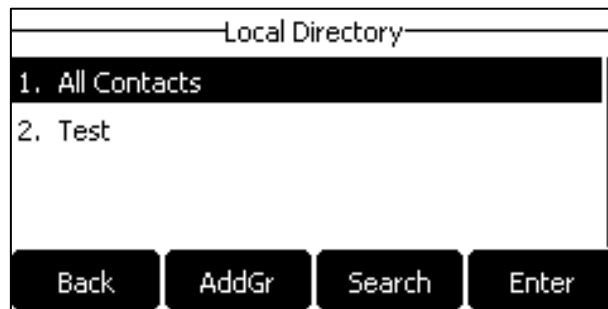 Local Directory
1. All Contacts
2. Test
Back AddGr Search Enter